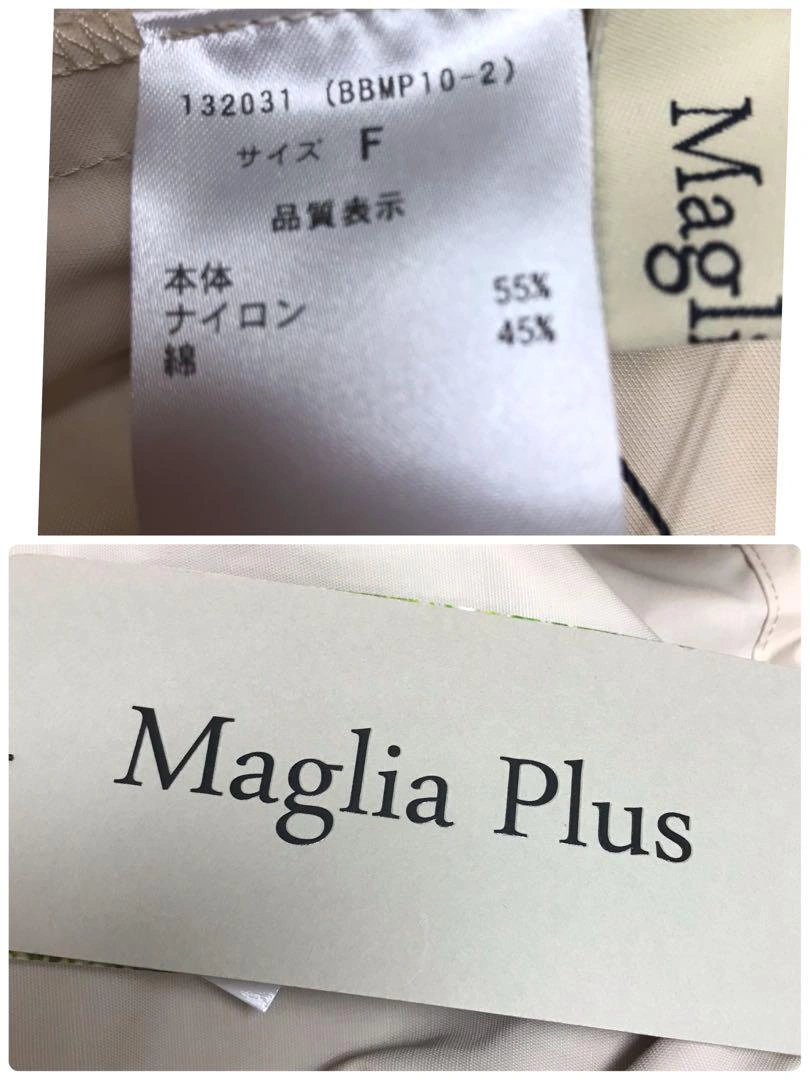 132031 (BBMP10-2)
サイズ F
品質表示
本体
ナイロン 55%
綿 45%
Magli
Maglia Plus